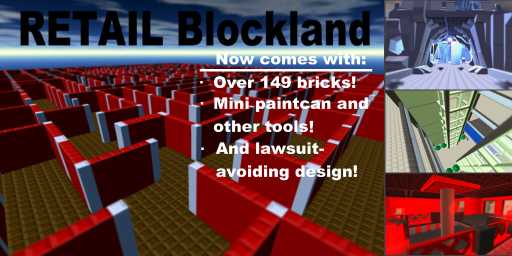 RETAIL Blockland
Now comes with:
· Over 149 bricks!
· Mini paintcan and
other tools!
· And lawsuit-
avoiding design!